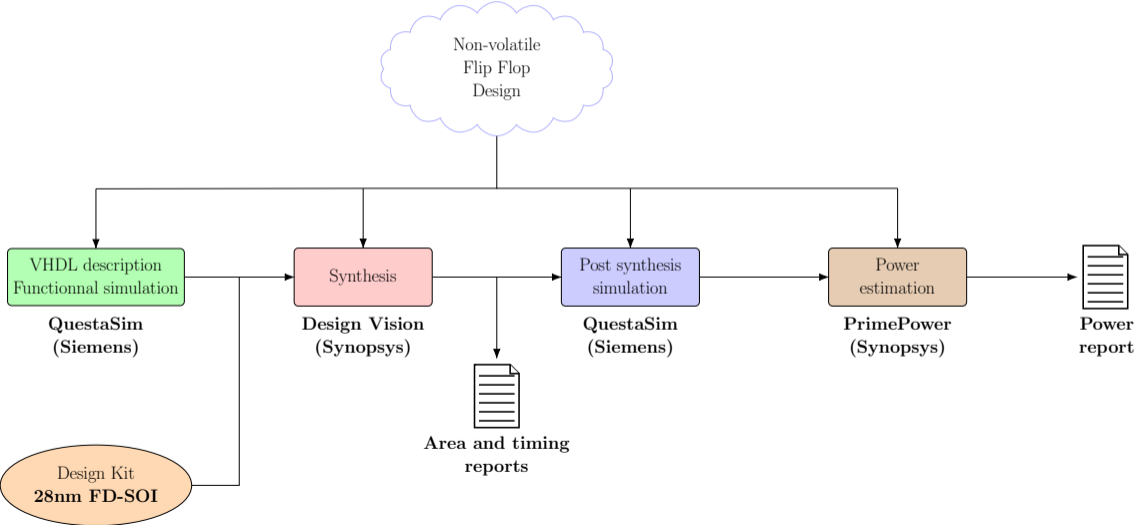 Non-volatile
Flip Flop
Design
VHDL description
Functionnal simulation
QuestaSim
(Siemens)
Synthesis
Design Vision
(Synopsys)
Post synthesis
simulation
QuestaSim
(Siemens)
Power
estimation
PrimePower
(Synopsys)
Power
report
Area and timing
reports
Design Kit
28nm FD-SOI